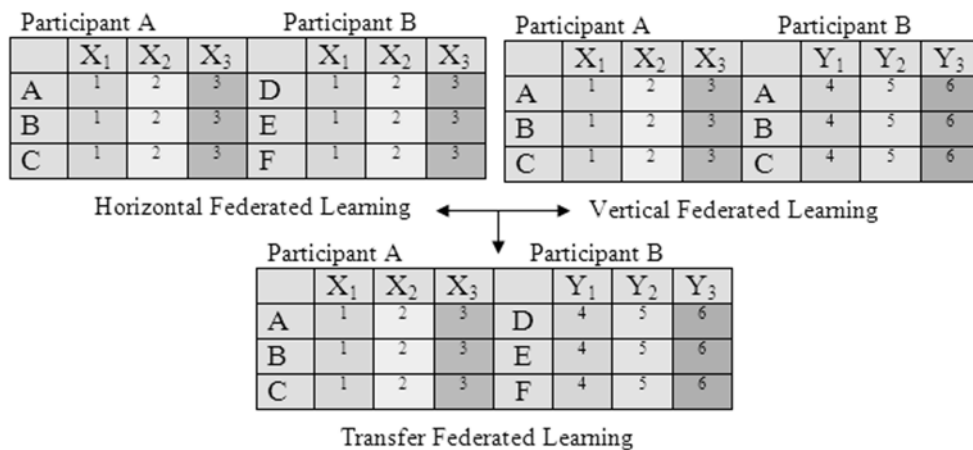 Participant A Participant B
X₁ X₂ X₃ X₁ X₂ X₃
A 1 2 3 D 1 2 3
B 1 2 3 E 1 2 3
C 1 2 3 F 1 2 3
Participant A Participant B
X₁ X₂ X₃ Y₁ Y₂ Y₃
A 1 2 3 A 4 5 6
B 1 2 3 B 4 5 6
C 1 2 3 C 4 5 6
Horizontal Federated Learning Vertical Federated Learning
Participant A Participant B
X₁ X₂ X₃ Y₁ Y₂ Y₃
A 1 2 3 D 4 5 6
B 1 2 3 E 4 5 6
C 1 2 3 F 4 5 6
Transfer Federated Learning